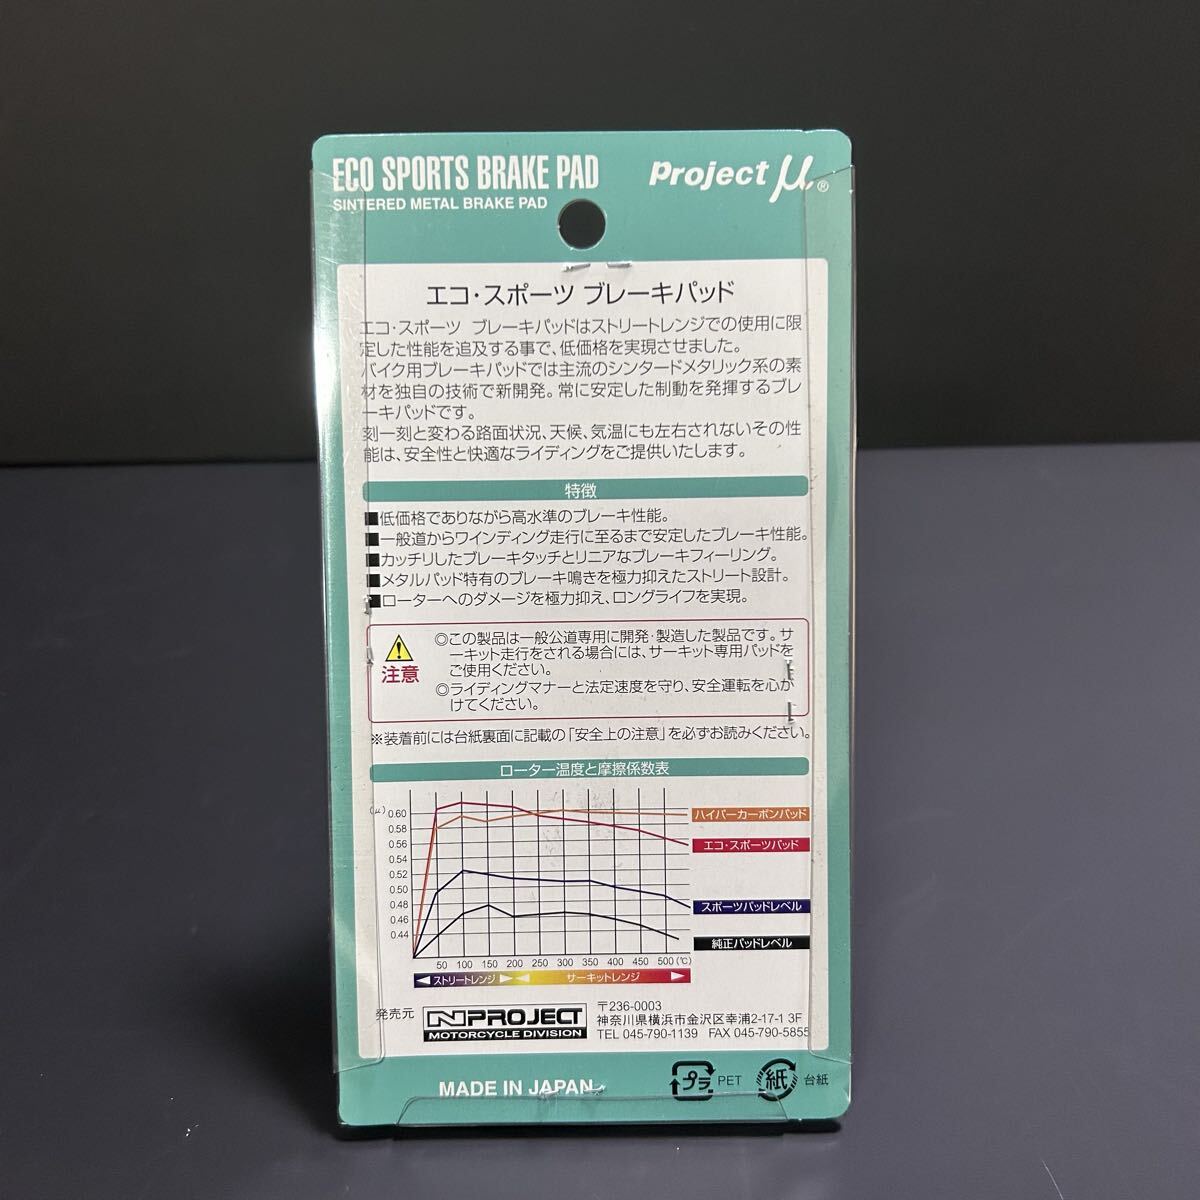 ECO SPORTS BRAKE PAD
SINTERED METAL BRAKE PAD
Project μ®
エコ・スポーツ ブレーキパッド
エコ・スポーツ ブレーキパッドはストリートレンジでの使用に限
定した性能を追及する事で、低価格を実現させました。
バイク用ブレーキパッドでは主流のシンタードメタリック系の素
材を独自の技術で新開発。常に安定した制動を発揮するブレ
ーキパッドです。
刻一刻と変わる路面状況、天候、気温にも左右されないその性
能は、安全性と快適なライディングをご提供いたします。
特徴
■低価格でありながら高水準のブレーキ性能。
■一般道からワインディング走行に至るまで安定したブレーキ性能。
■カッチリしたブレーキタッチとリニアなブレーキフィーリング。
■メタルパッド特有のブレーキ鳴きを極力抑えたストリート設計。
■ローターへのダメージを極力抑え、ロングライフを実現。
注意
◎この製品は一般公道専用に開発・製造した製品です。サ
ーキット走行をされる場合には、サーキット専用パッドを
ご使用ください。
◎ライディングマナーと法定速度を守り、安全運転を心が
けてください。
※装着前には台紙裏面に記載の「安全上の注意」を必ずお読みください。
ローター温度と摩擦係数表
(μ)
0.60
0.58
0.56
0.54
0.52
0.50
0.48
0.46
0.44
ハイパーカーボンパッド
エコ・スポーツパッド
スポーツパッドレベル
純正パッドレベル
50 100 150 200 250 300 350 400 450 500 (℃)
ストリートレンジ サーキットレンジ
発売元
PROJECT
MOTORCYCLE DIVISION
〒236-0003
神奈川県横浜市金沢区幸浦2-17-1 3F
TEL 045-790-1139 FAX 045-790-5855
MADE IN JAPAN
プラ PET
紙 台紙